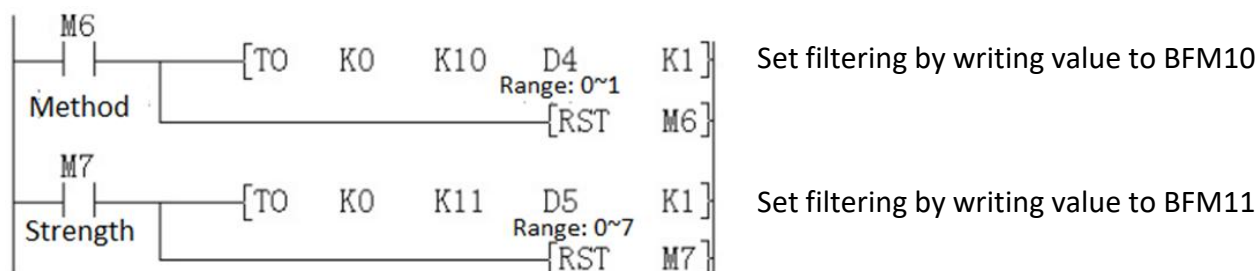 M6
[TO K0 K10 D4 K1] Set filtering by writing value to BFM10
Range: 0~1
Method
[RST M6]
M7
[TO K0 K11 D5 K1] Set filtering by writing value to BFM11
Range: 0~7
Strength
[RST M7]